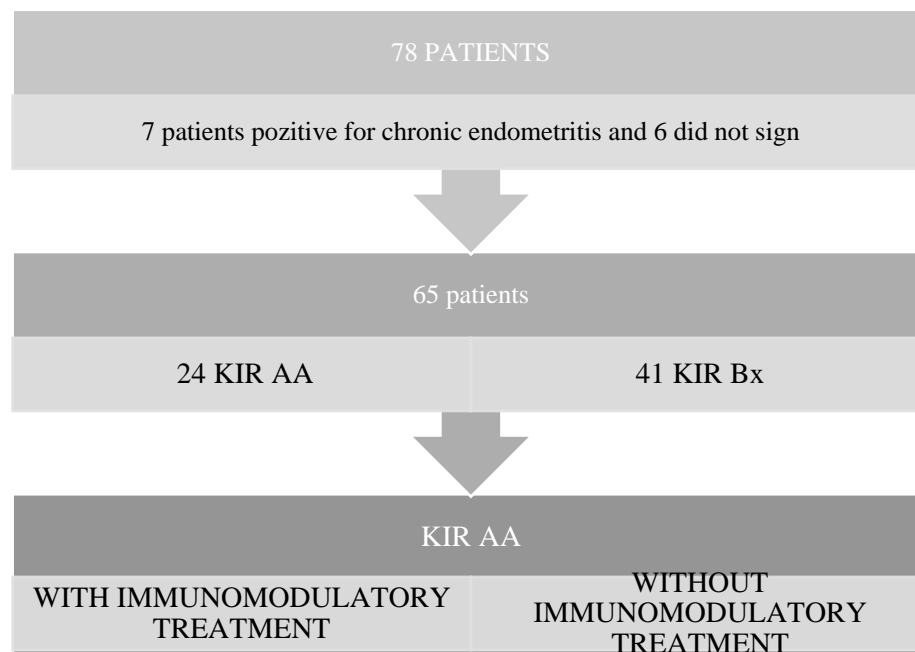 78 PATIENTS
7 patients pozitive for chronic endometritis and 6 did not sign
65 patients
24 KIR AA
41 KIR Bx
KIR AA
WITH IMMUNOMODULATORY
TREATMENT
WITHOUT
IMMUNOMODULATORY
TREATMENT